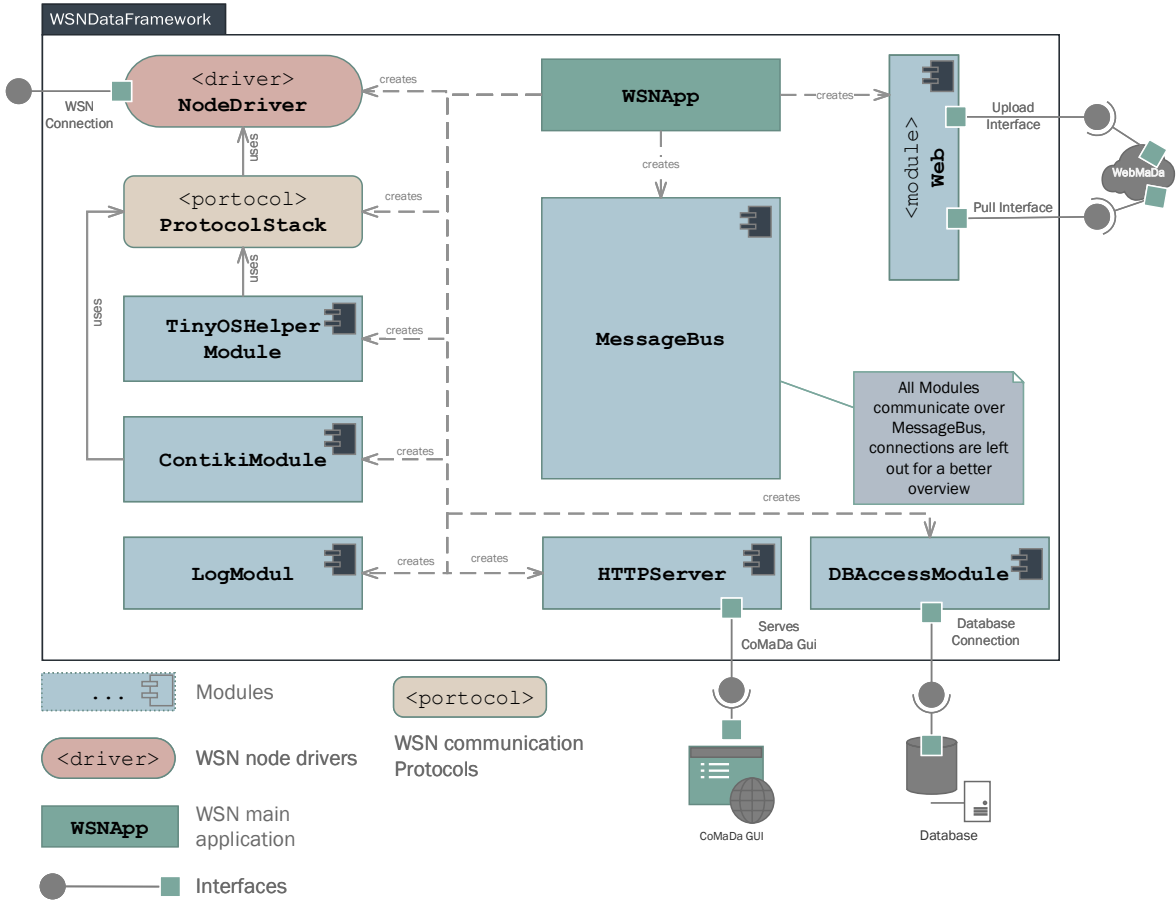 WSNDataFramework
<driver>
NodeDriver
WSN
Connection
creates
WSNApp
creates
<module>
Web
Upload
Interface
WebMaDa
Pull Interface
uses
creates
<portocol>
ProtocolStack
creates
uses
uses
TinyOSHelper
Module
creates
MessageBus
All Modules
communicate over
MessageBus,
connections are left
out for a better
overview
ContikiModule
creates
creates
LogModul
creates
creates
HTTPServer
DBAccessModule
Serves
CoMaDa Gui
Database
Connection
... Modules
<portocol>
WSN communication
Protocols
<driver>
WSN node drivers
WSNApp
WSN main
application
Interfaces
CoMaDa GUI
Database